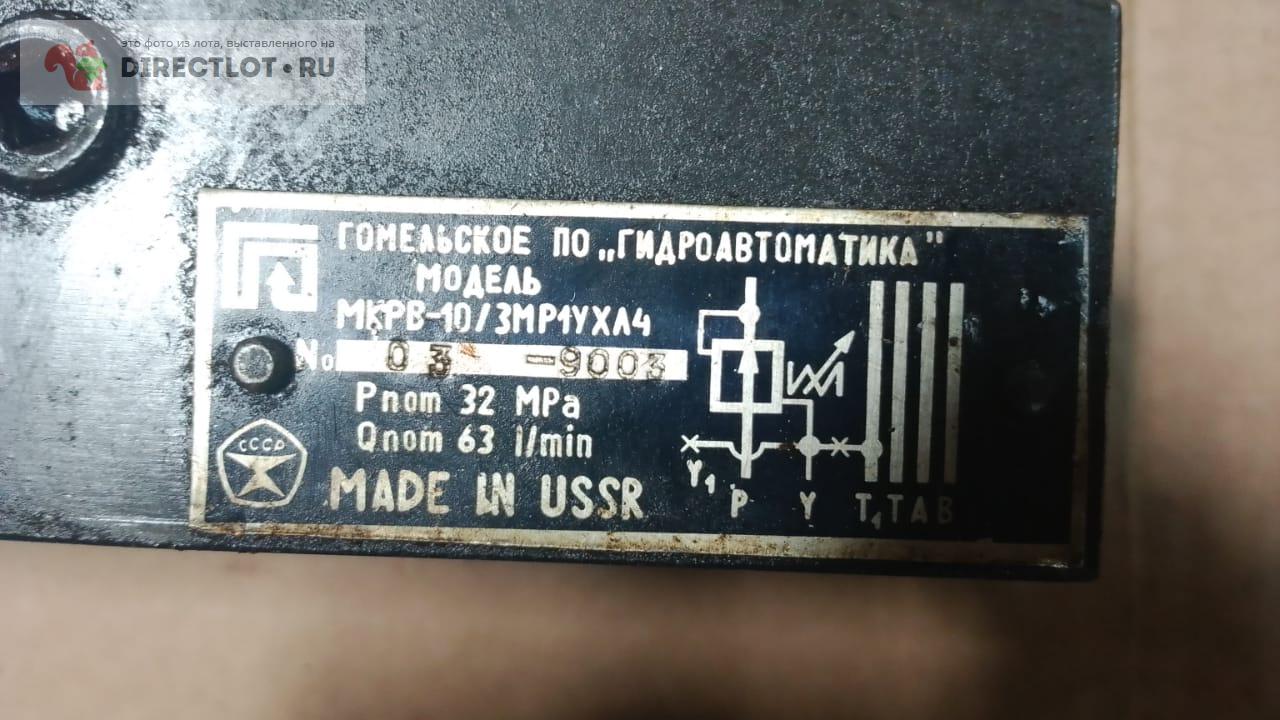 это фото из лота, выставленного на
DIRECTLOT.RU
ГОМЕЛЬСКОЕ ПО „ГИДРОАВТОМАТИКА"
МОДЕЛЬ
МКРВ-10/3МР1УХЛ4
No 03 -9003
Pnom 32 MPa
Qnom 63 l/min
СССР
MADE IN USSR
Y1 P Y T1 T A B